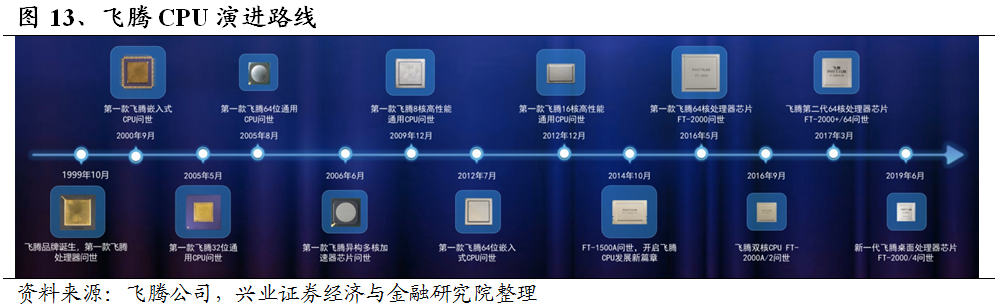 图 13、飞腾 CPU 演进路线
第一款飞腾嵌入式
CPU问世
2000年9月
第一款飞腾64位通用
CPU问世
2005年8月
第一款飞腾8核高性能
通用CPU问世
2009年12月
第一款飞腾16核高性能
通用CPU问世
2012年12月
第一款飞腾64核处理器芯片
FT-2000问世
2016年5月
飞腾第二代64核处理器芯片
FT-2000+/64问世
2017年3月
1999年10月
飞腾品牌诞生，第一款飞腾
处理器问世
2005年5月
第一款飞腾32位通
用CPU问世
2006年6月
第一款飞腾异构多核加
速器芯片问世
2012年7月
第一款飞腾64位嵌入
式CPU问世
2014年10月
FT-1500A问世，开启飞腾
CPU发展新篇章
2016年9月
飞腾双核CPU FT-
2000A/2问世
2019年6月
新一代飞腾桌面处理器芯片
FT-2000/4问世
资料来源：飞腾公司，兴业证券经济与金融研究院整理